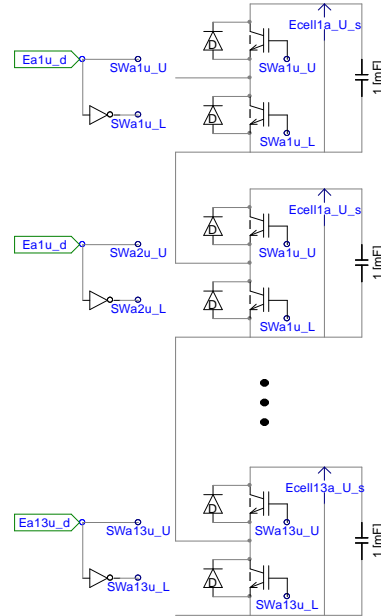 Ecell1a_U_s
Ea1u_d
SWa1u_U
D
SWa1u_U
1 [mF]
SWa1u_L
D
SWa1u_L
Ecell1a_U_s
Ea1u_d
SWa2u_U
D
SWa1u_U
1 [mF]
SWa2u_L
D
SWa1u_L
Ecell13a_U_s
Ea13u_d
SWa13u_U
D
SWa13u_U
1 [mF]
SWa13u_L
D
SWa13u_L